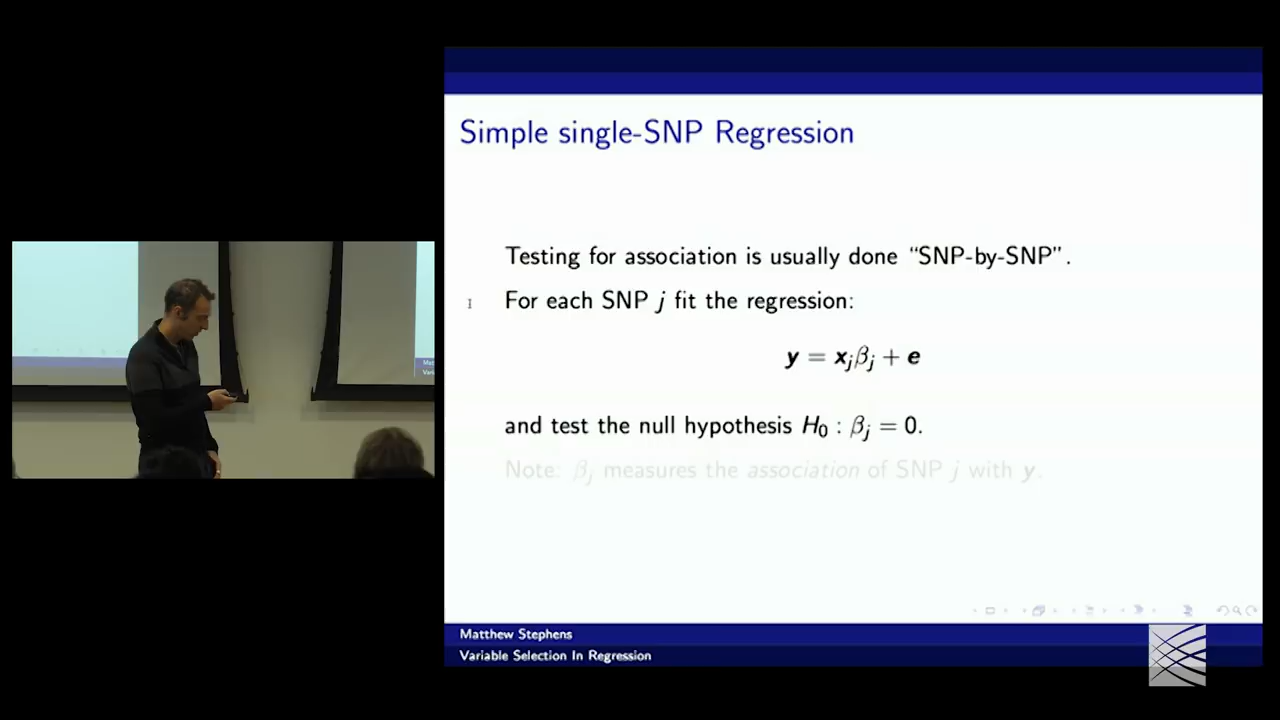 Simple single-SNP Regression
Testing for association is usually done “SNP-by-SNP”.
For each SNP j fit the regression:
y = xⱼβⱼ + e
and test the null hypothesis H₀ : βⱼ = 0.
Note: βⱼ measures the association of SNP j with y.
Matthew Stephens
Variable Selection In Regression